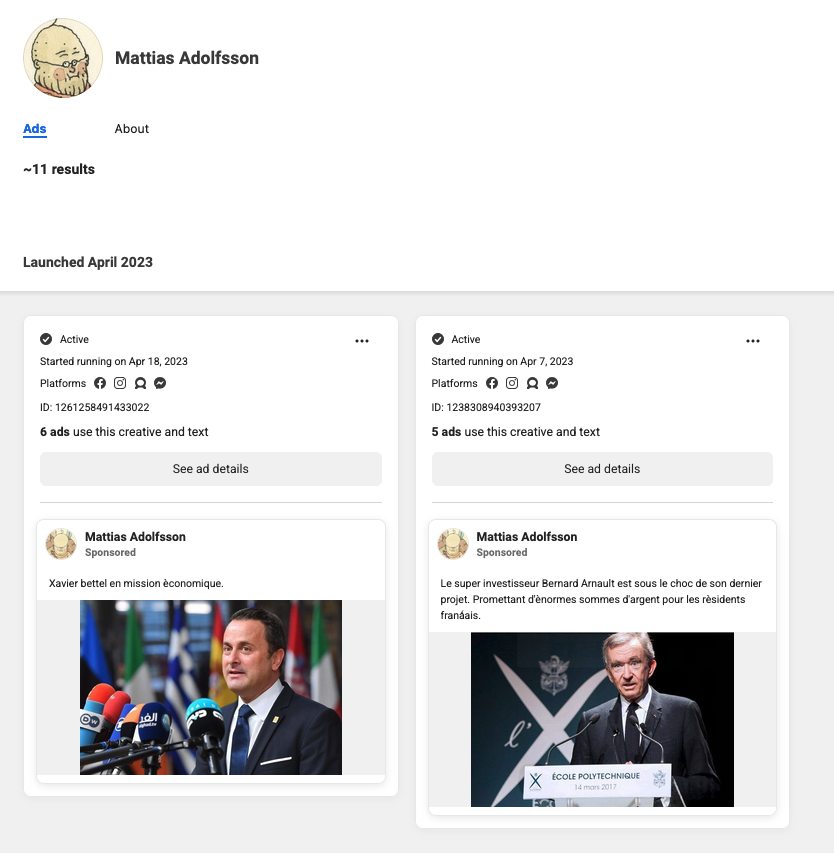 Mattias Adolfsson
Ads About
~11 results
Launched April 2023
Active
Started running on Apr 18, 2023
Platforms
ID: 1261258491433022
6 ads use this creative and text
See ad details
Mattias Adolfsson
Sponsored
Xavier bettel en mission èconomique.
DW
الغد
Active
Started running on Apr 7, 2023
Platforms
ID: 1238308940393207
5 ads use this creative and text
See ad details
Mattias Adolfsson
Sponsored
Le super investisseur Bernard Arnault est sous le choc de son dernier
projet. Promettant d'ènormes sommes d'argent pour les rèsidents
franáais.
l'X
ÉCOLE POLYTECHNIQUE
14 mars 2017